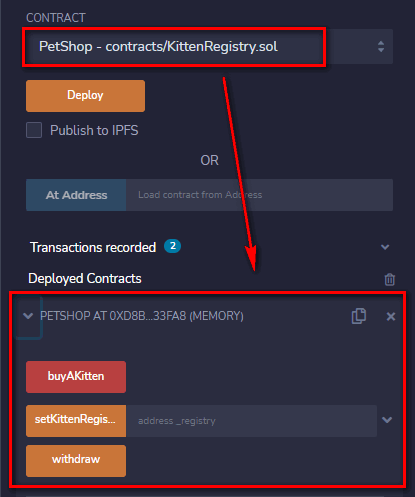 CONTRACT
PetShop - contracts/KittenRegistry.sol
Deploy
Publish to IPFS
OR
At Address Load contract from Address
Transactions recorded 2
Deployed Contracts
PETSHOP AT 0XD8B...33FA8 (MEMORY)
buyAKitten
setKittenRegis... address _registry
withdraw